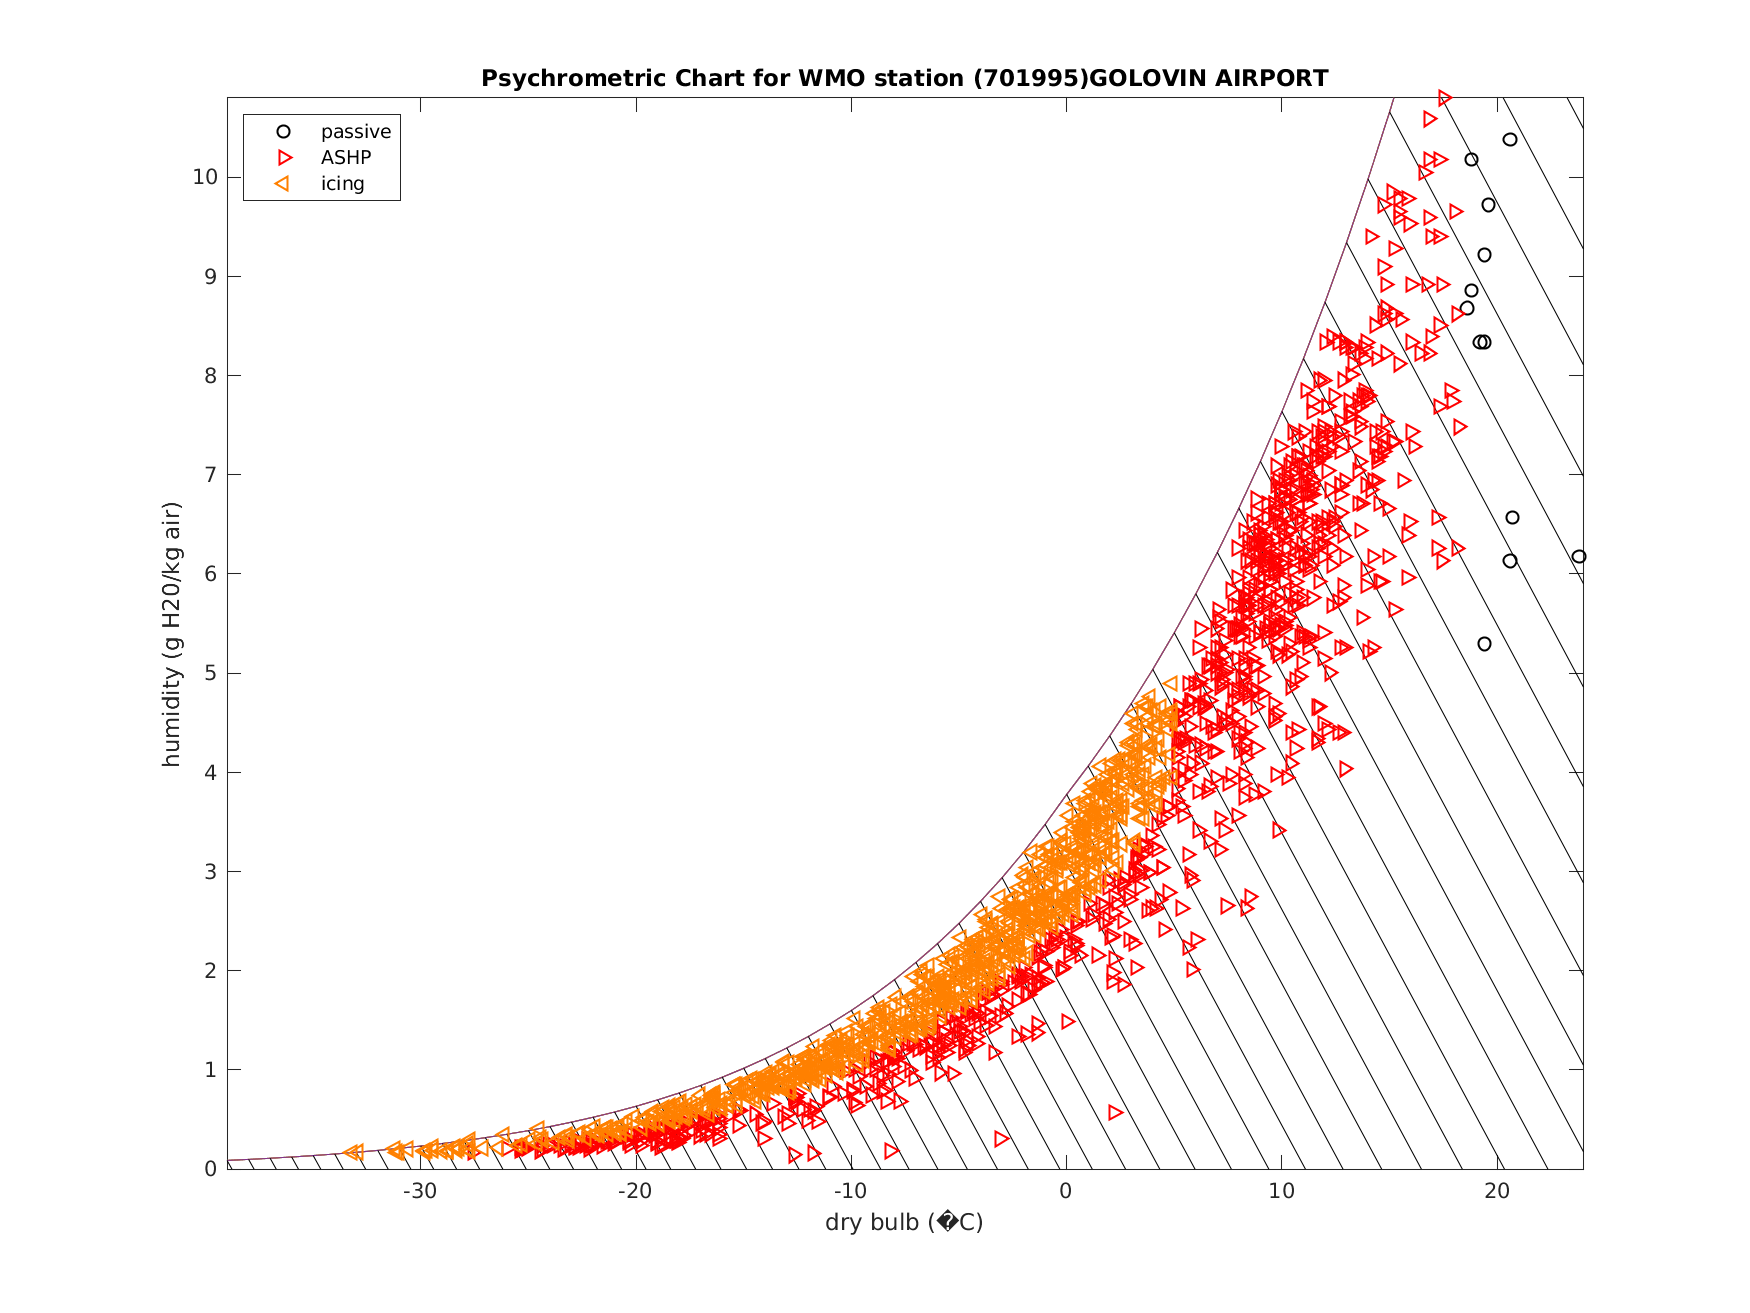 Psychrometric Chart for WMO station (701995)GOLOVIN AIRPORT
passive
ASHP
icing
10
9
8
7
6
5
4
3
2
1
0
humidity (g H20/kg air)
-30 -20 -10 0 10 20
dry bulb (�C)